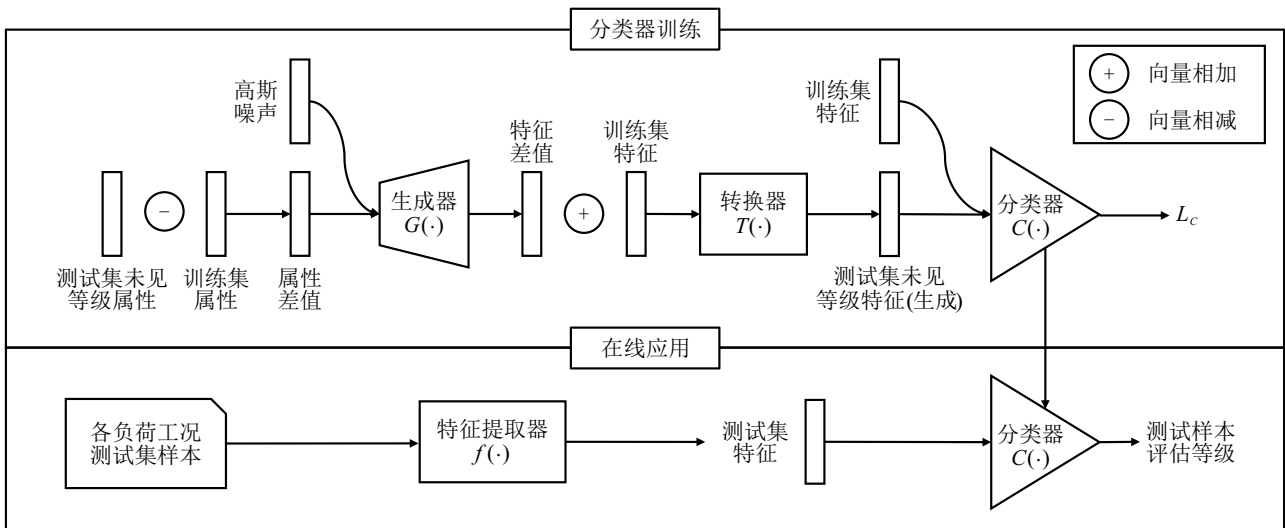 分类器训练
+ 向量相加
− 向量相减
高斯
噪声
特征
差值
训练集
特征
训练集
特征
生成器
G(·)
转换器
T(·)
分类器
C(·)
L_C
−
+
测试集未见
等级属性
训练集
属性
属性
差值
测试集未见
等级特征(生成)
在线应用
各负荷工况
测试集样本
特征提取器
f(·)
测试集
特征
分类器
C(·)
测试样本
评估等级